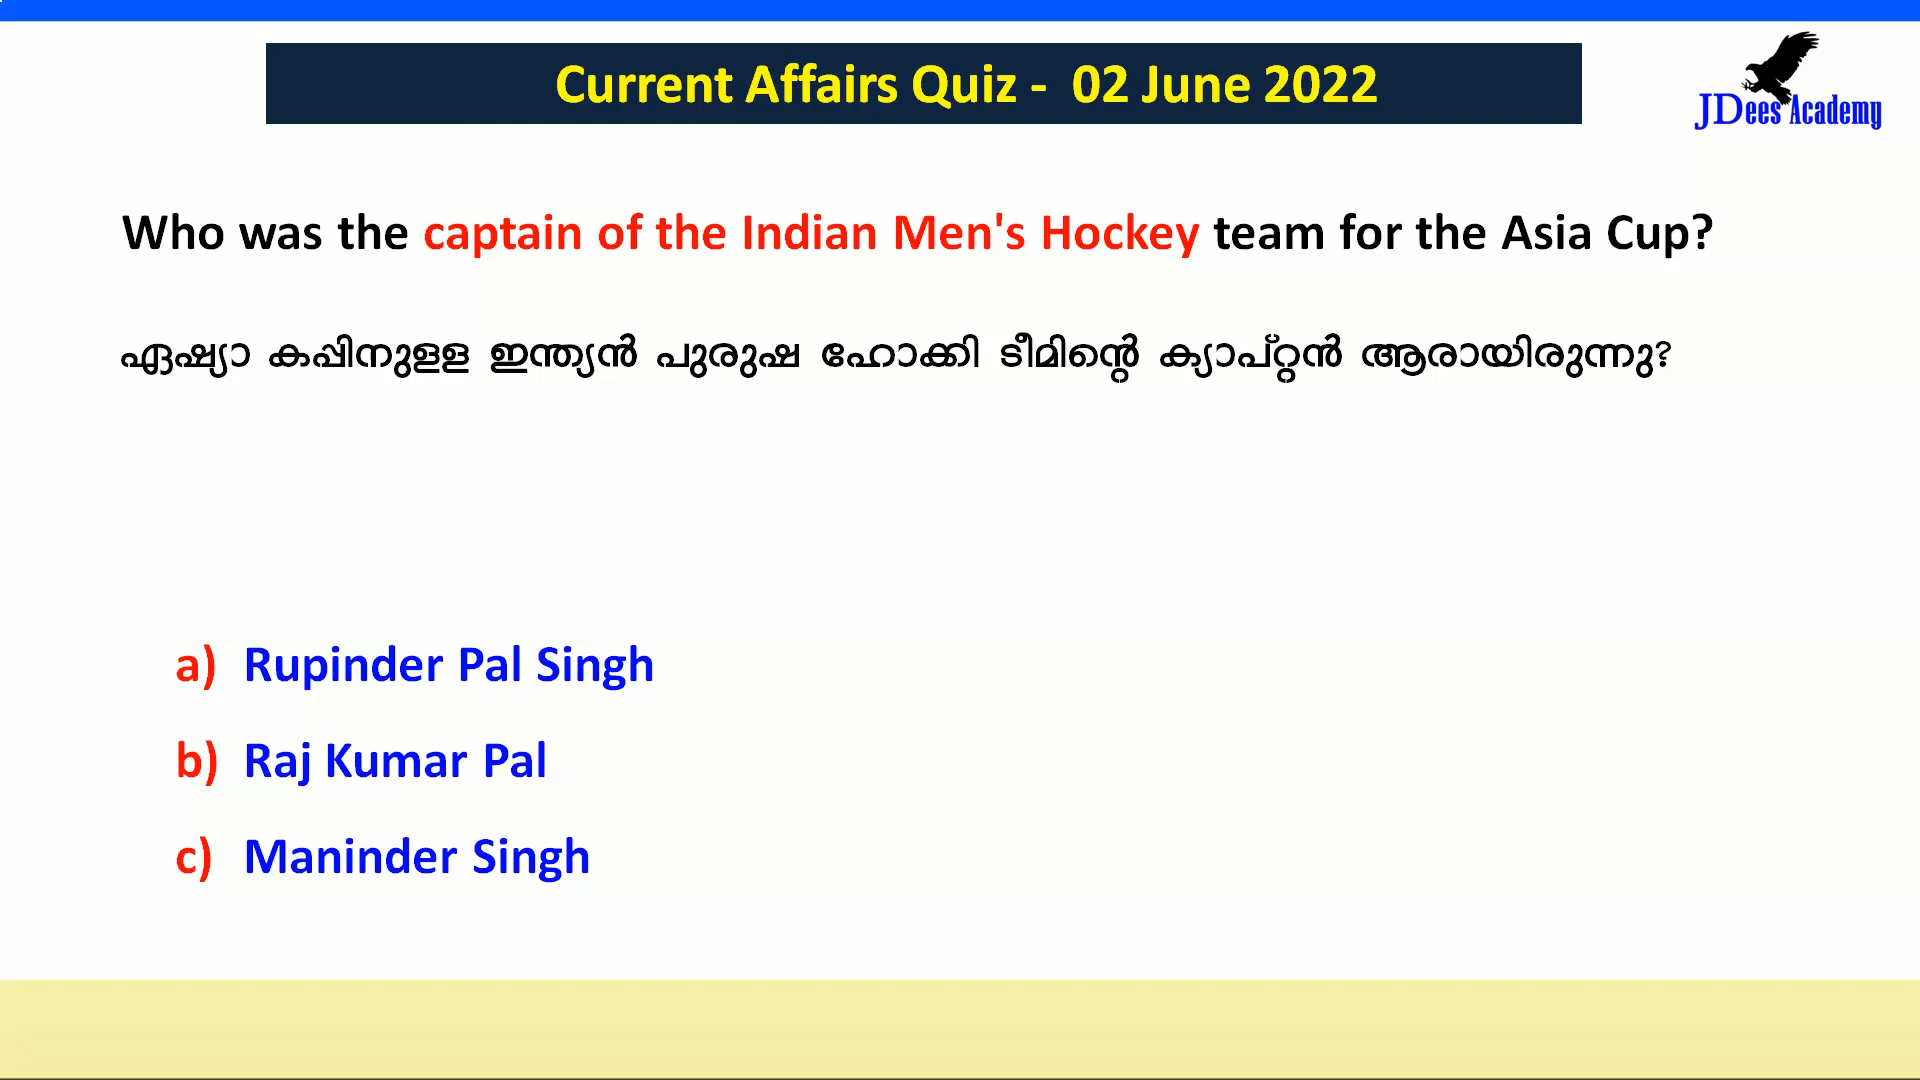 Current Affairs Quiz -  02 June 2022
JDees Academy
Who was the captain of the Indian Men's Hockey team for the Asia Cup?
ഏഷ്യാ കപ്പിനുളള ഇന്ത്യൻ പുരുഷ ഹോക്കി ടീമിന്റെ ക്യാപ്റ്റൻ ആരായിരുന്നു?
a) Rupinder Pal Singh
b) Raj Kumar Pal
c) Maninder Singh